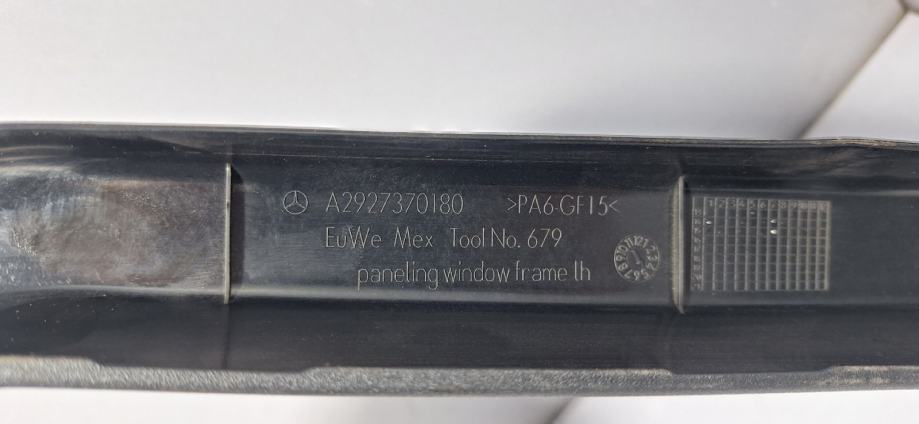 A2927370180 >PA6-GF15<
EuWe Mex Tool No. 679
paneling window frame lh